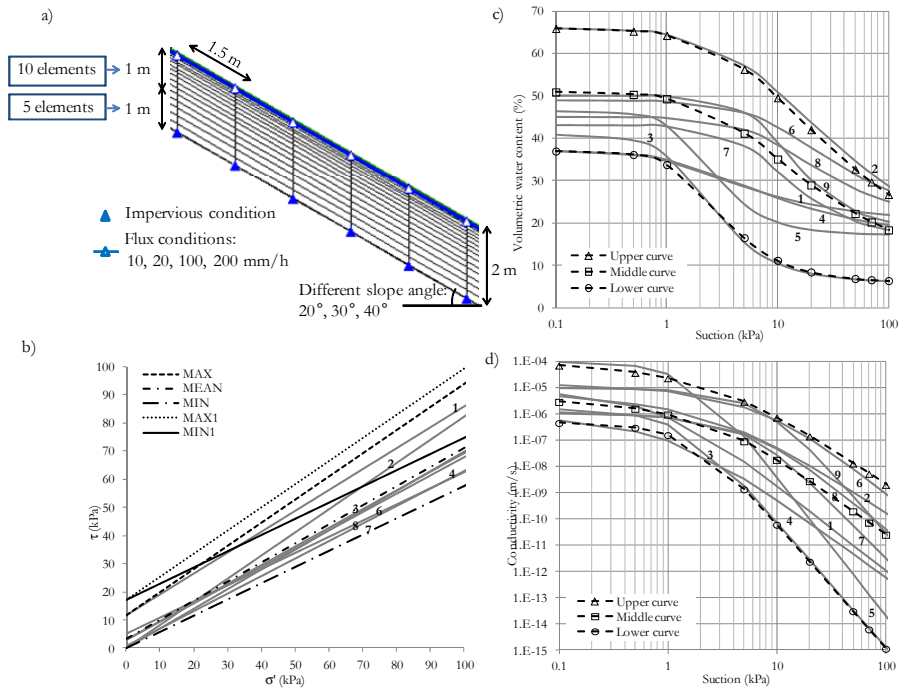 a)
1.5 m
10 elements
1 m
5 elements
1 m
Impervious condition
Flux conditions:
10, 20, 100, 200 mm/h
2 m
Different slope angle:
20°, 30°, 40°
b)
100
90
80
70
60
50
40
30
20
10
0
τ (kPa)
MAX
MEAN
MIN
MAX1
MIN1
1
2
3
4
6
8
7
0 10 20 30 40 50 60 70 80 90 100
σ' (kPa)
c)
70
60
50
40
30
20
10
0
Volumetric water content (%)
3
7
6
8
2
9
1
4
5
Upper curve
Middle curve
Lower curve
0.1 1 10 100
Suction (kPa)
d)
1.E-04
1.E-05
1.E-06
1.E-07
1.E-08
1.E-09
1.E-10
1.E-11
1.E-12
1.E-13
1.E-14
1.E-15
Conductivity (m/s)
3
9
6
2
8
4
1
7
5
Upper curve
Middle curve
Lower curve
0.1 1 10 100
Suction (kPa)